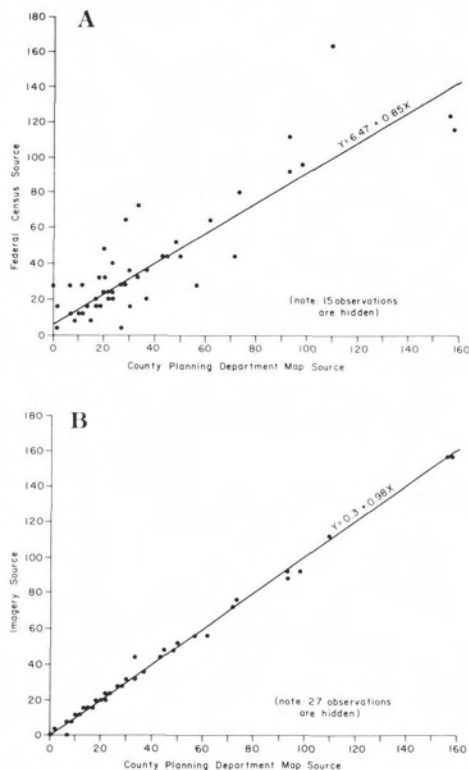 A
180
160
140
120
100
80
60
40
20
0
Federal Census Source
Y=6.47 + 0.85X
(note: 15 observations
are hidden)
0 20 40 60 80 100 120 140 160
County Planning Department Map Source
B
180
160
140
120
100
80
60
40
20
0
Imagery Source
Y=0.3 + 0.98X
(note: 27 observations
are hidden)
0 20 40 60 80 100 120 140 160
County Planning Department Map Source